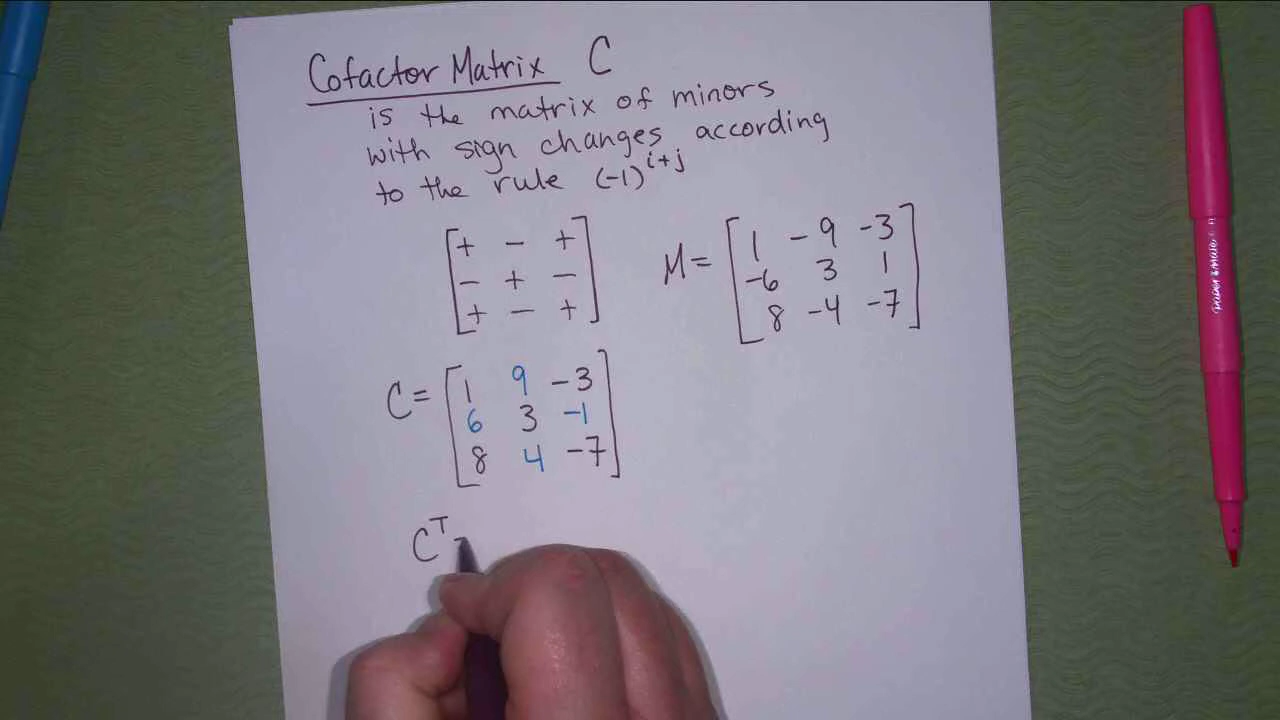 Cofactor Matrix C
is the matrix of minors
with sign changes according
to the rule (-1)^{i+j}
[+ - +
- + -
+ - +]
M = [1 -9 -3
-6 3 1
8 -4 -7]
C = [1 9 -3
6 3 -1
8 4 -7]
C^T =